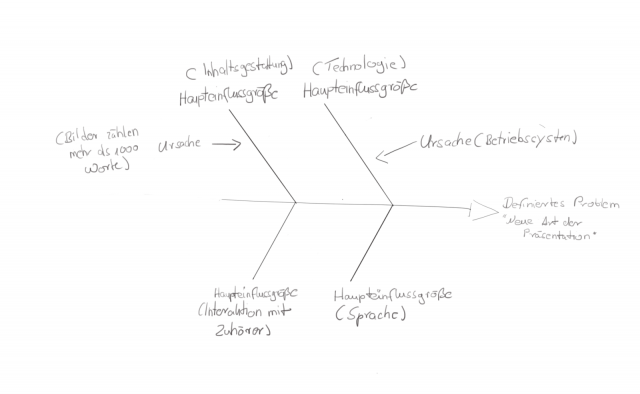 (Inhaltsgestaltung)
Haupteinflussgröße
(Technologie)
Haupteinflussgröße
(Bilder zählen
mehr als 1000
Worte)
Ursache
Ursache (Betriebssystem)
Definiertes Problem
"Neue Art der
Präsentation"
Haupteinflussgröße
(Interaktion mit
Zuhörer)
Haupteinflussgröße
(Sprache)